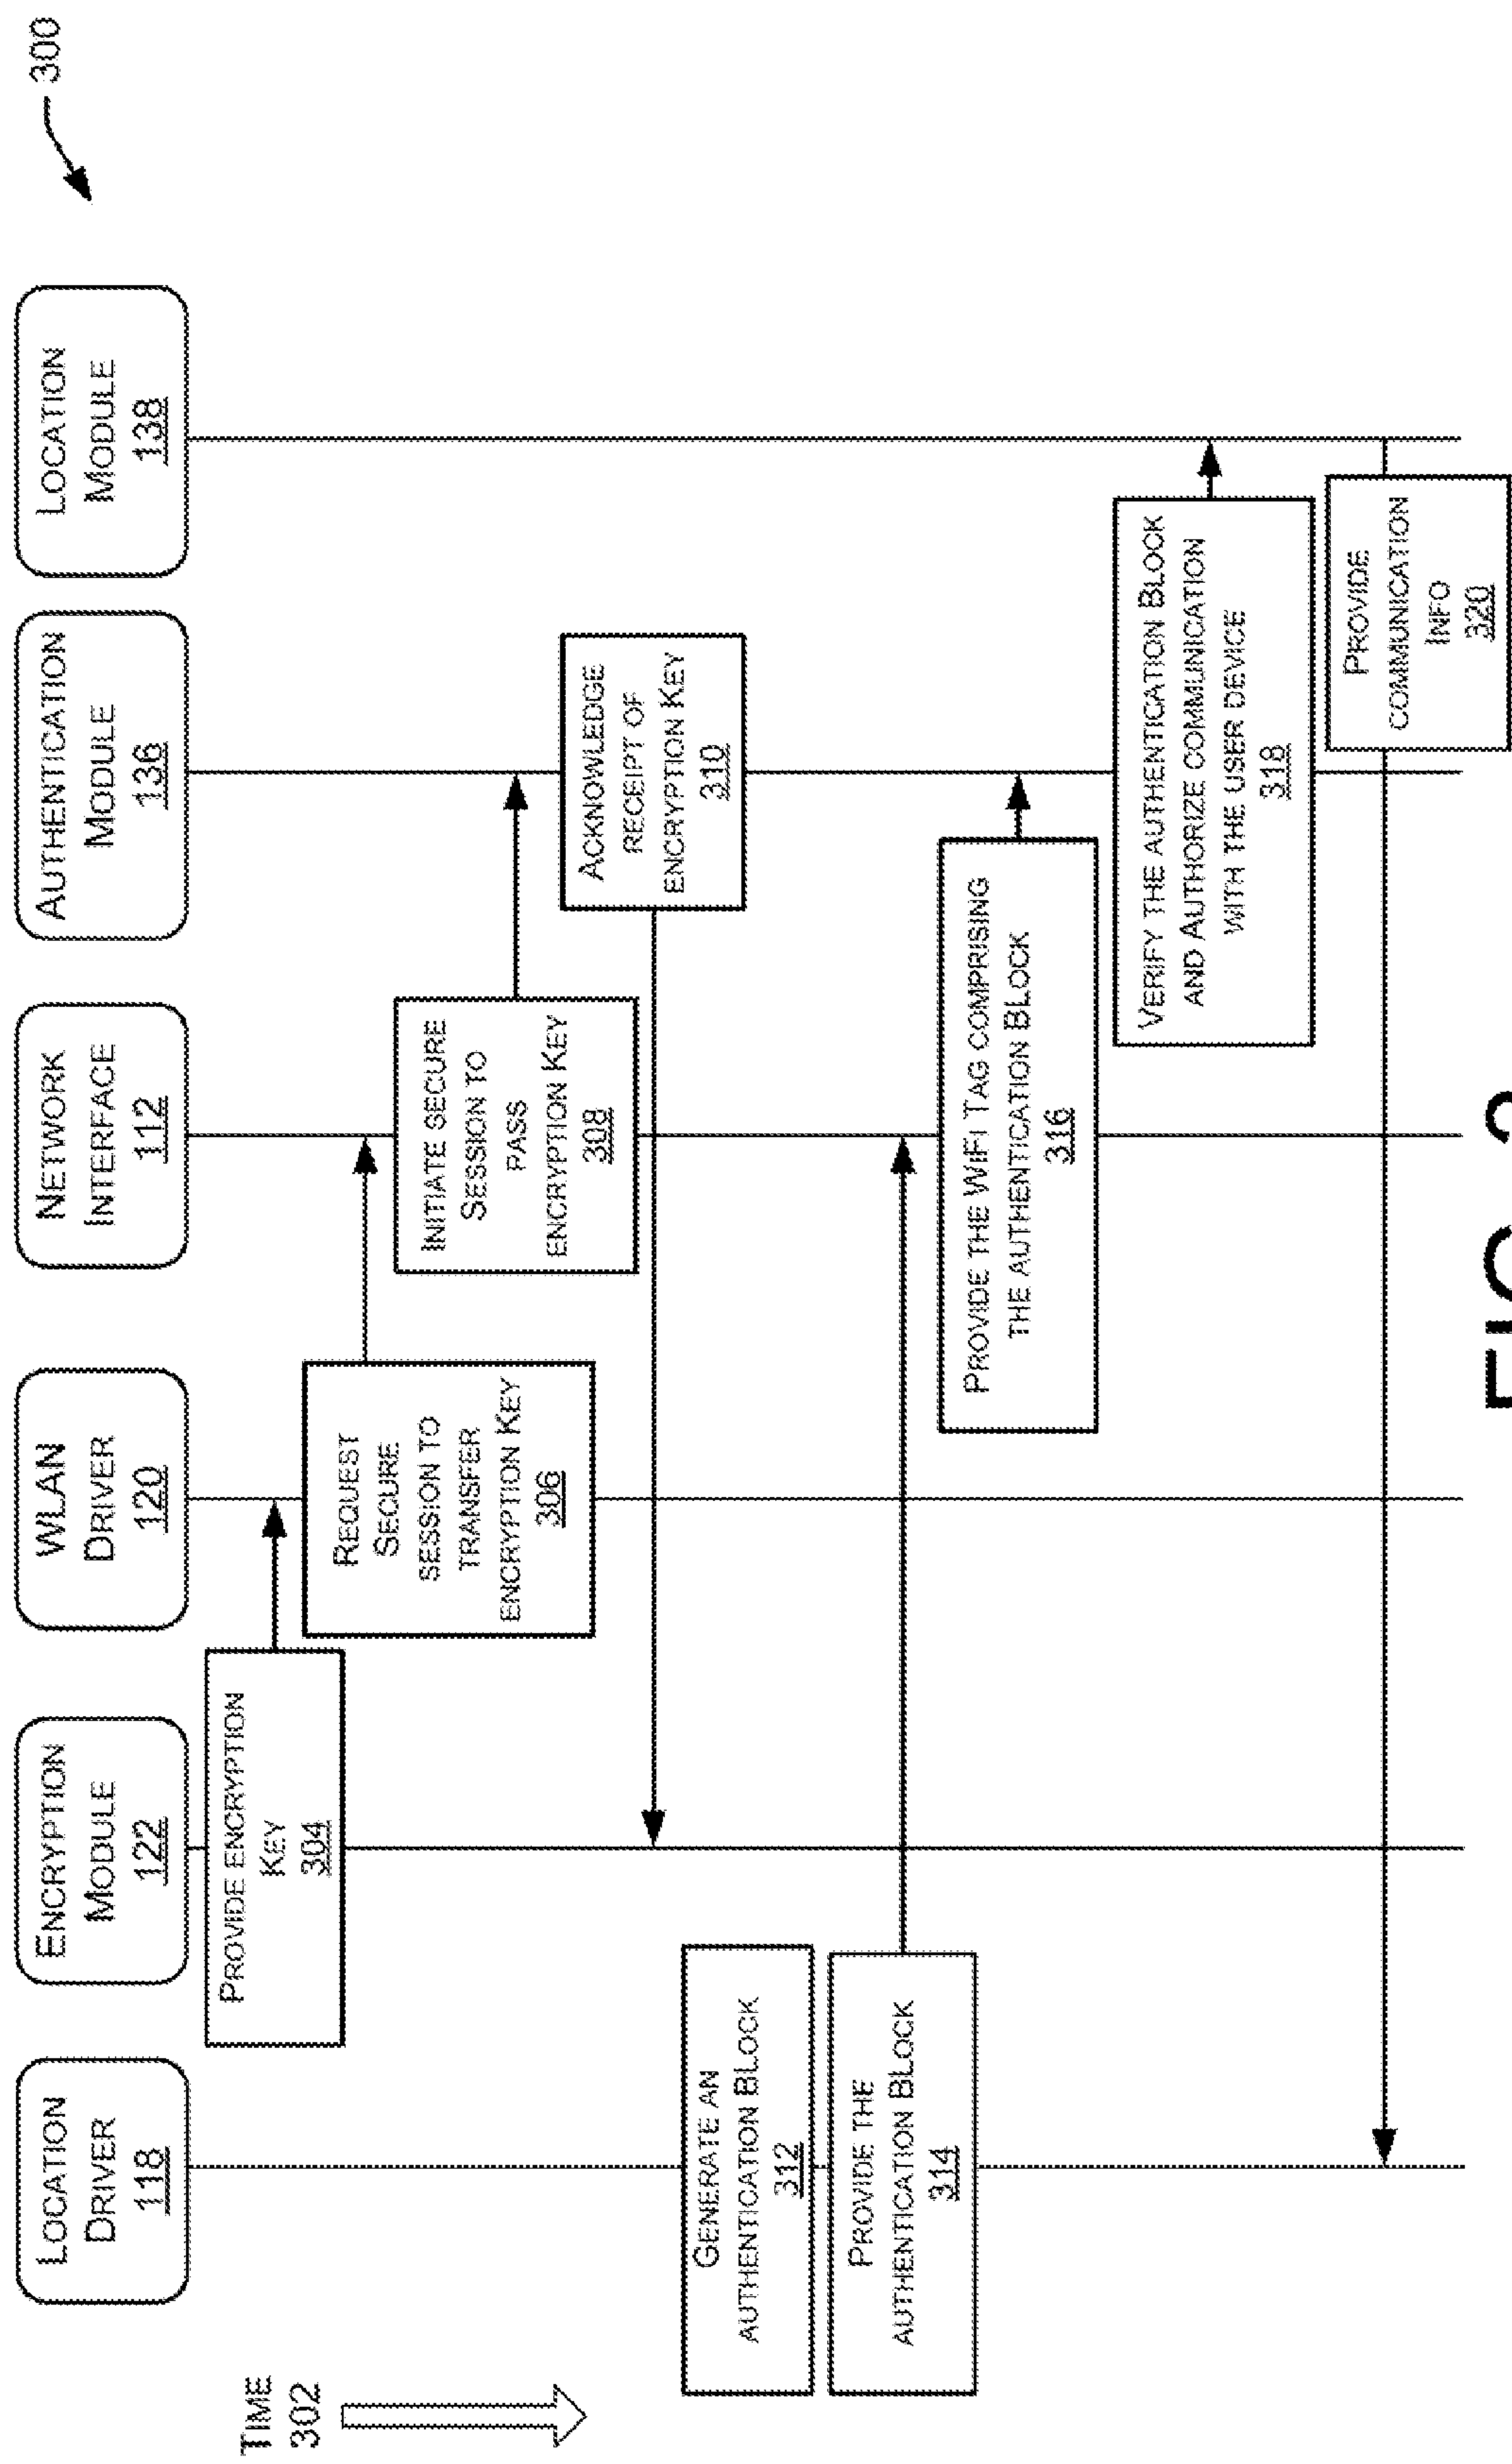 300
LOCATION
DRIVER
118
ENCRYPTION
MODULE
122
WLAN
DRIVER
120
NETWORK
INTERFACE
112
AUTHENTICATION
MODULE
136
LOCATION
MODULE
138
TIME
302
PROVIDE ENCRYPTION
KEY
304
REQUEST
SECURE
SESSION TO
TRANSFER
ENCRYPTION KEY
306
INITIATE SECURE
SESSION TO
PASS
ENCRYPTION KEY
308
ACKNOWLEDGE
RECEIPT OF
ENCRYPTION KEY
310
GENERATE AN
AUTHENTICATION BLOCK
312
PROVIDE THE
AUTHENTICATION BLOCK
314
PROVIDE THE WIFI TAG COMPRISING
THE AUTHENTICATION BLOCK
316
VERIFY THE AUTHENTICATION BLOCK
AND AUTHORIZE COMMUNICATION
WITH THE USER DEVICE
318
PROVIDE
COMMUNICATION
INFO
320